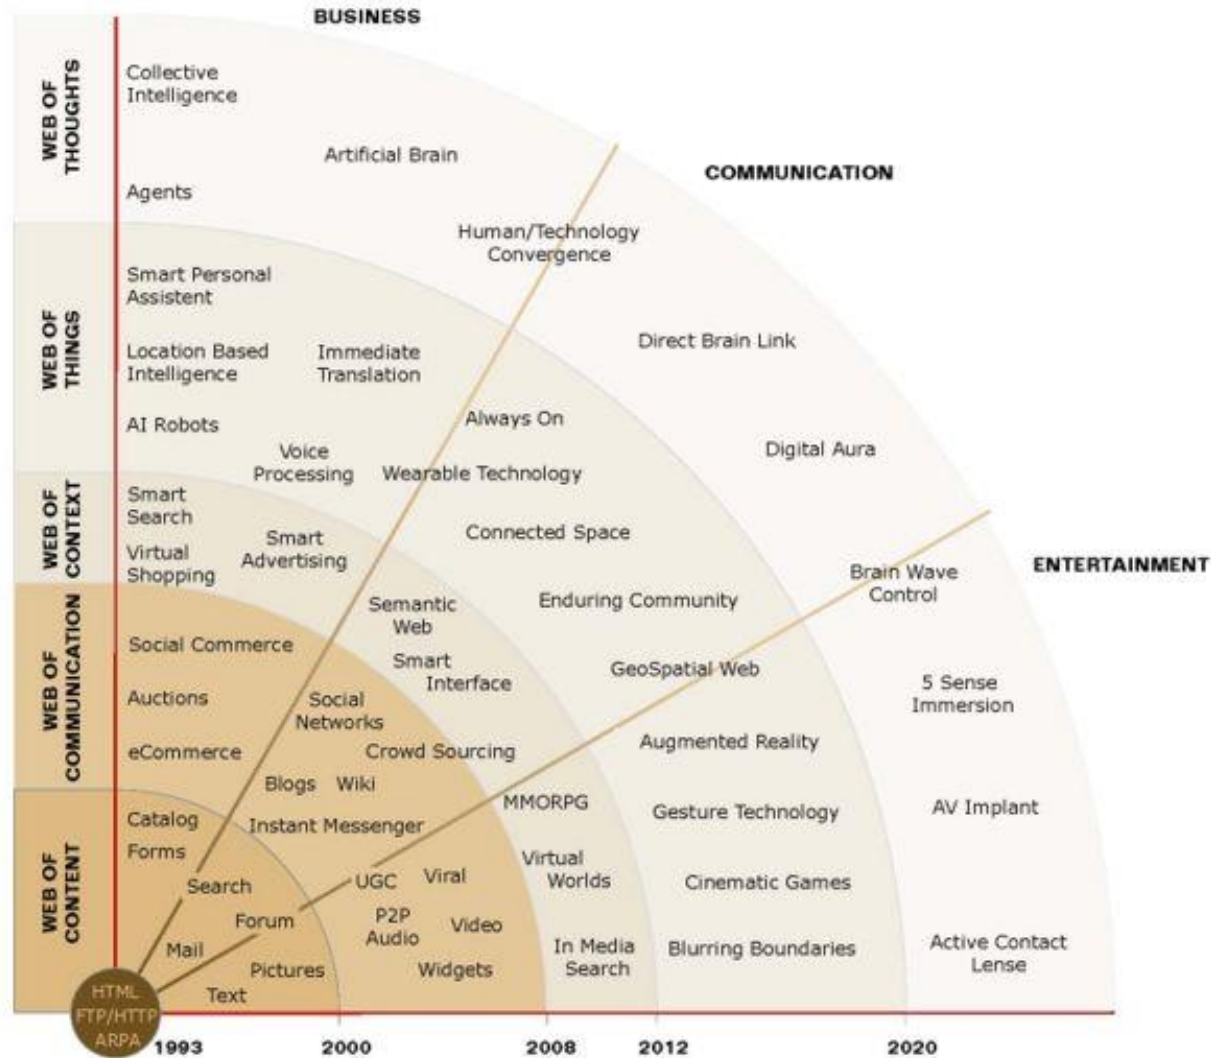 BUSINESS
COMMUNICATION
ENTERTAINMENT
WEB OF
THOUGHTS
Collective
Intelligence
Artificial Brain
Agents
Human/Technology
Convergence
Direct Brain Link
Digital Aura
Brain Wave
Control
5 Sense
Immersion
AV Implant
Active Contact
Lense
WEB OF
THINGS
Smart Personal
Assistent
Location Based
Intelligence
Immediate
Translation
AI Robots
Voice
Processing
Always On
Wearable Technology
Connected Space
Enduring Community
GeoSpatial Web
Augmented Reality
Gesture Technology
Cinematic Games
Blurring Boundaries
WEB OF
CONTEXT
Smart
Search
Virtual
Shopping
Smart
Advertising
Semantic
Web
Smart
Interface
MMORPG
Virtual
Worlds
In Media
Search
WEB OF
COMMUNICATION
Social Commerce
Auctions
eCommerce
Social
Networks
Crowd Sourcing
Blogs
Wiki
Instant Messenger
UGC
Viral
P2P
Audio
Video
Widgets
WEB OF
CONTENT
Catalog
Forms
Search
Forum
Mail
Pictures
Text
HTML
FTP/HTTP
ARPA
1993
2000
2008
2012
2020